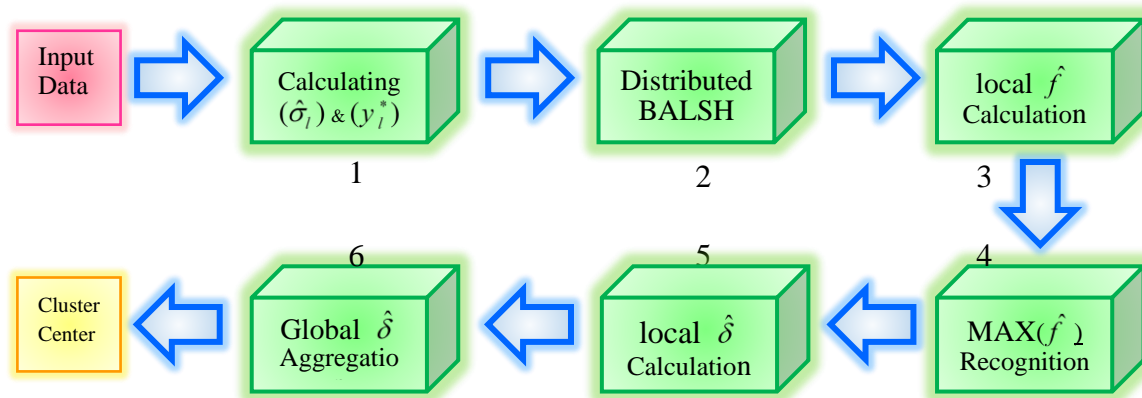 Input
Data
Calculating
(σ̂_l) & (y_l^*)
1
Distributed
BALSH
2
local f̂
Calculation
3
4
MAX(f̂)
Recognition
5
local δ̂
Calculation
6
Global δ̂
Aggregatio
Cluster
Center